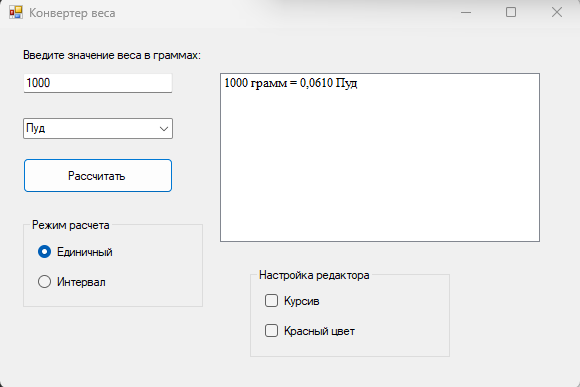 Конвертер веса
Введите значение веса в граммах:
1000
Пуд
Рассчитать
1000 грамм = 0,0610 Пуд
Режим расчета
Единичный
Интервал
Настройка редактора
Курсив
Красный цвет